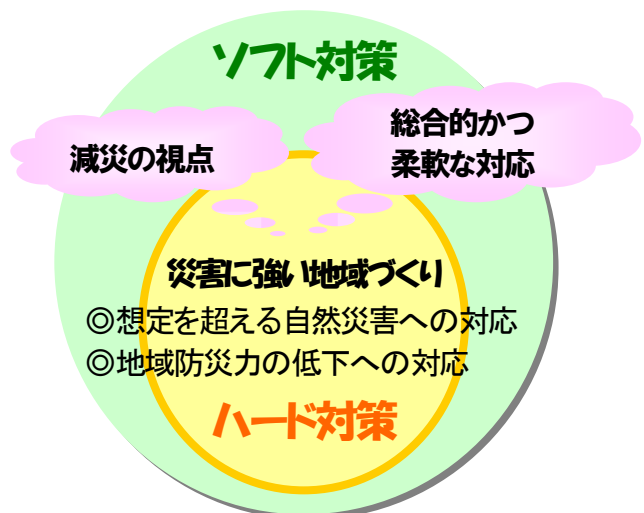 ソフト対策
減災の視点
総合的かつ
柔軟な対応
災害に強い地域づくり
◎想定を超える自然災害への対応
◎地域防災力の低下への対応
ハード対策